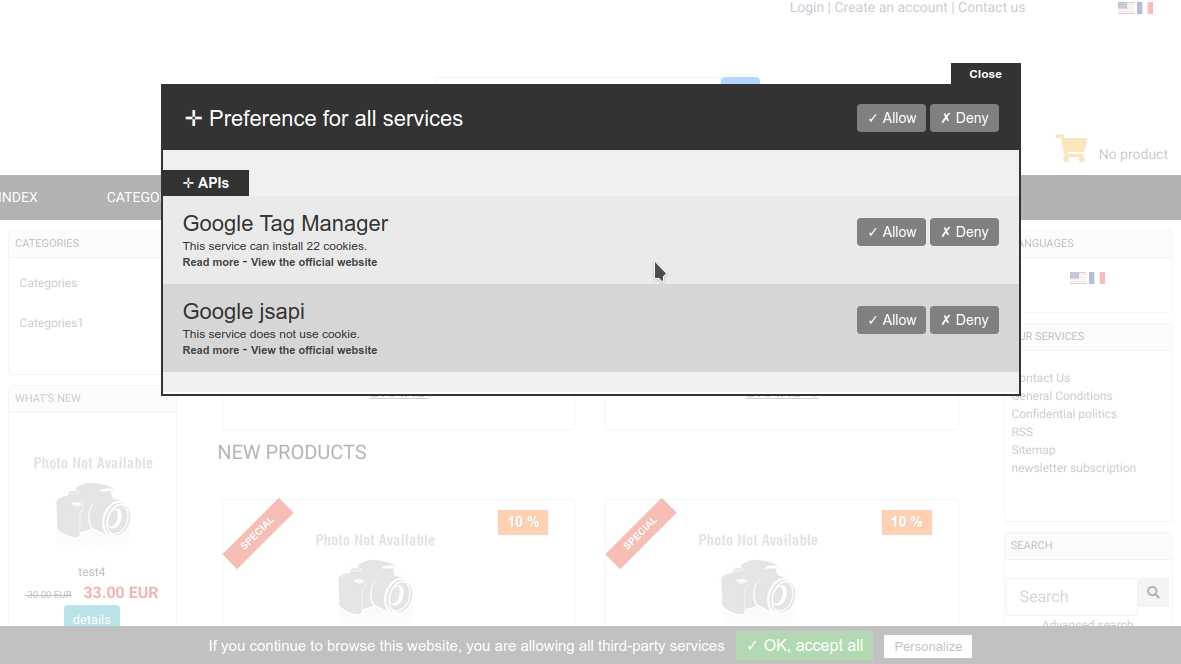 Login | Create an account | Contact us
Close
✛ Preference for all services
✓ Allow
✗ Deny
No product
INDEX
✛ APIs
Google Tag Manager
This service can install 22 cookies.
Read more - View the official website
✓ Allow
✗ Deny
CATEGORIES
Categories
Categories1
Google jsapi
This service does not use cookie.
Read more - View the official website
✓ Allow
✗ Deny
SERVICES
Contact Us
General Conditions
Confidential politics
RSS
Sitemap
newsletter subscription
WHAT'S NEW
Photo Not Available
test4
30.00 EUR 33.00 EUR
details
NEW PRODUCTS
SPECIAL
10 %
Photo Not Available
SPECIAL
10 %
Photo Not Available
SEARCH
Search
Advanced search
If you continue to browse this website, you are allowing all third-party services
✓ OK, accept all
Personalize